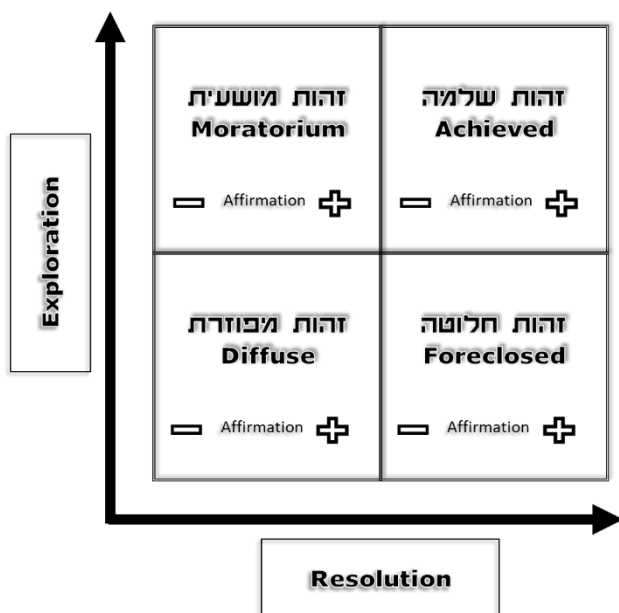 זהות מושעית
Moratorium
− Affirmation +
זהות שלמה
Achieved
− Affirmation +
Exploration
זהות מפוזרת
Diffuse
− Affirmation +
זהות חלוטה
Foreclosed
− Affirmation +
Resolution